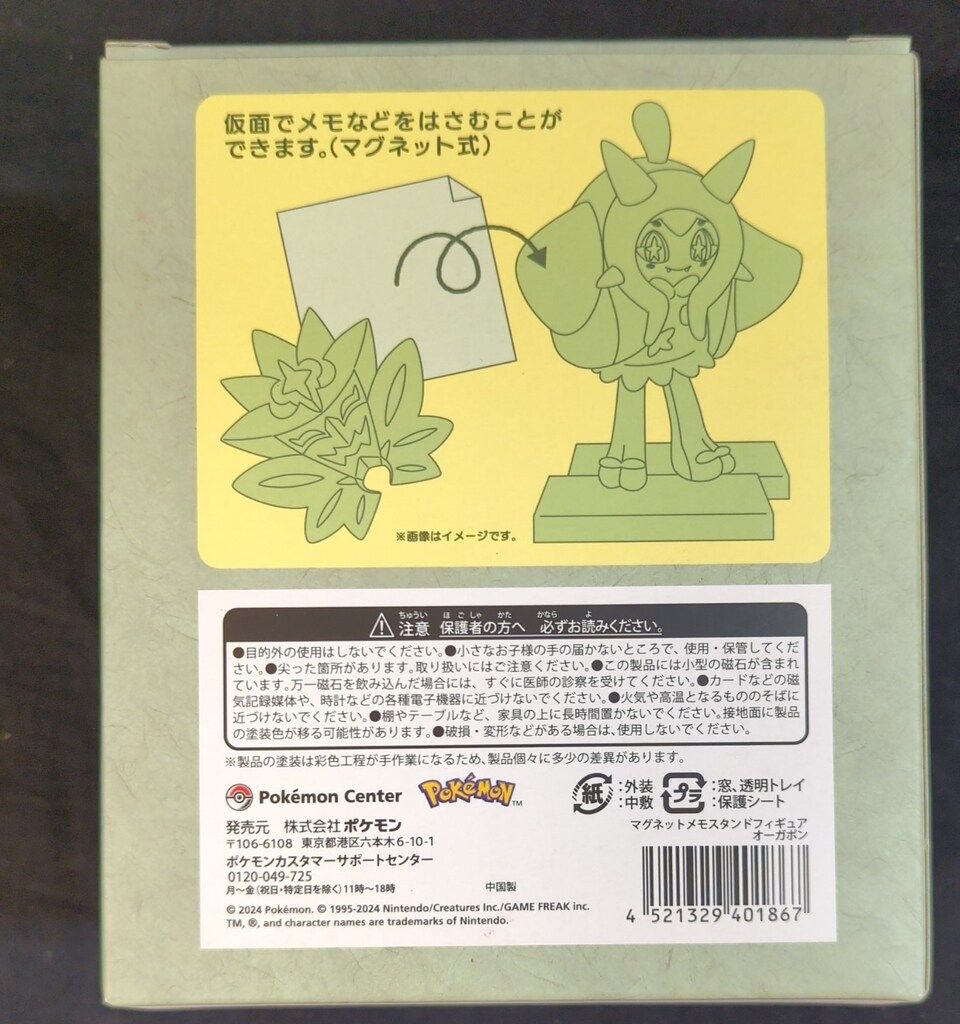 仮面でメモなどをはさむことが
できます。(マグネット式)
※画像はイメージです。
ちゅうい ほごしゃ かた かなら よ
注意 保護者の方へ 必ずお読みください。
●目的外の使用はしないでください。●小さなお子様の手の届かないところで、使用・保管してくだ
さい。●尖った箇所があります。取り扱いにはご注意ください。●この製品には小型の磁石が含まれ
ています。万一磁石を飲み込んだ場合には、すぐに医師の診察を受けてください。●カードなどの磁
気記録媒体や、時計などの各種電子機器に近づけないでください。●火気や高温となるもののそばに
近づけないでください。●棚やテーブルなど、家具の上に長時間置かないでください。接地面に製品
の塗装色が移る可能性があります。●破損・変形などがある場合は、使用しないでください。
※製品の塗装は彩色工程が手作業になるため、製品個々に多少の差異があります。
Pokémon Center POKéMON™
紙:外装
:中敷
プラ:窓、透明トレイ
:保護シート
発売元 株式会社ポケモン
〒106-6108 東京都港区六本木6-10-1
ポケモンカスタマーサポートセンター
0120-049-725
月〜金(祝日・特定日を除く)11時〜18時
中国製
© 2024 Pokémon. © 1995-2024 Nintendo/Creatures Inc./GAME FREAK inc.
TM, ®, and character names are trademarks of Nintendo.
マグネットメモスタンドフィギュア
オーガポン
4 521329 401867